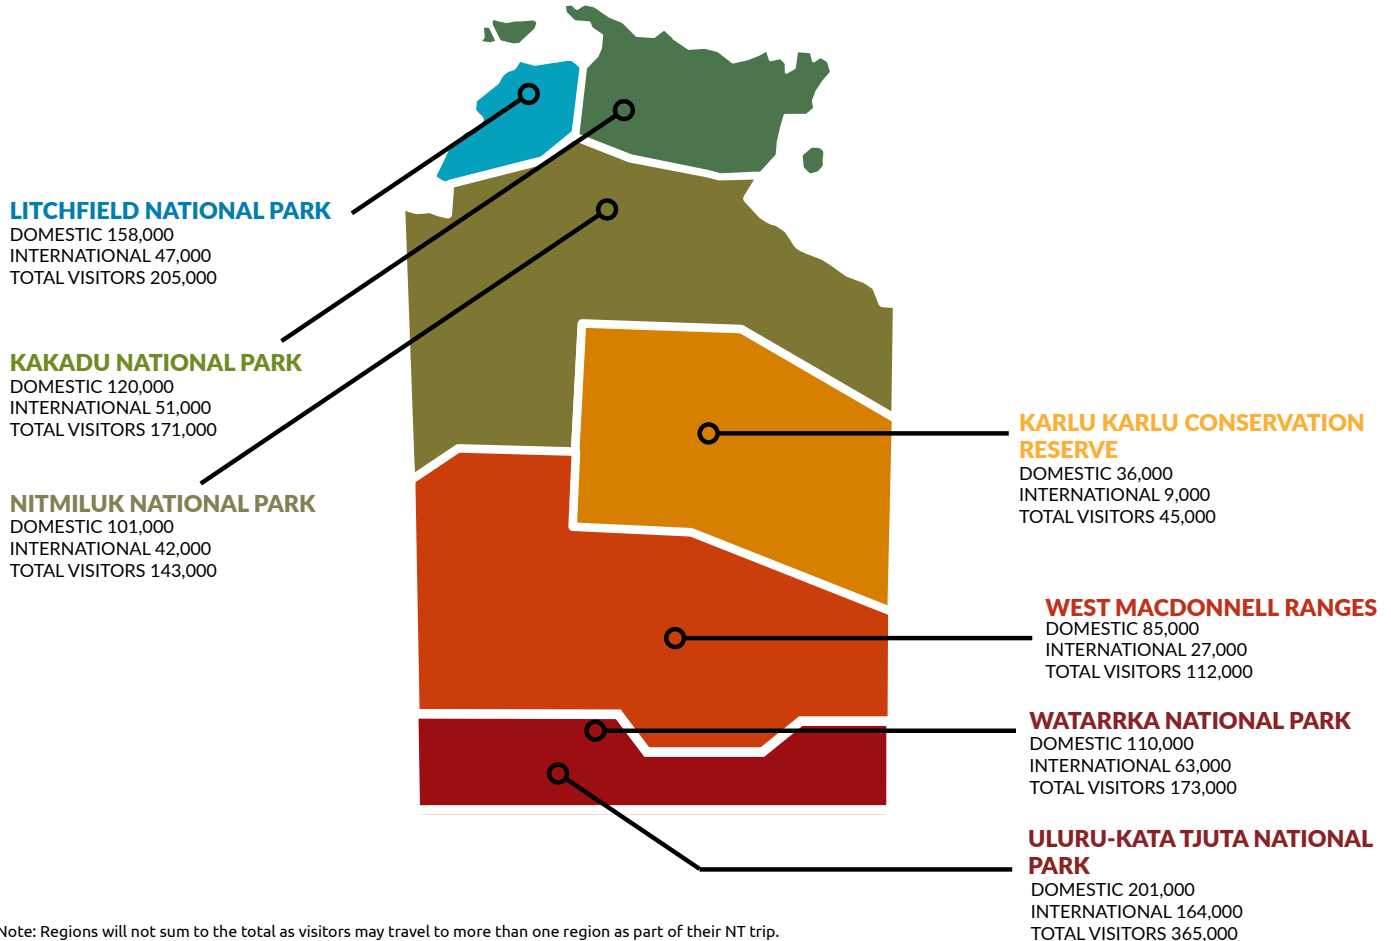 LITCHFIELD NATIONAL PARK
DOMESTIC 158,000
INTERNATIONAL 47,000
TOTAL VISITORS 205,000
KAKADU NATIONAL PARK
DOMESTIC 120,000
INTERNATIONAL 51,000
TOTAL VISITORS 171,000
NITMILUK NATIONAL PARK
DOMESTIC 101,000
INTERNATIONAL 42,000
TOTAL VISITORS 143,000
KARLU KARLU CONSERVATION
RESERVE
DOMESTIC 36,000
INTERNATIONAL 9,000
TOTAL VISITORS 45,000
WEST MACDONNELL RANGES
DOMESTIC 85,000
INTERNATIONAL 27,000
TOTAL VISITORS 112,000
WATARRKA NATIONAL PARK
DOMESTIC 110,000
INTERNATIONAL 63,000
TOTAL VISITORS 173,000
ULURU-KATA TJUTA NATIONAL
PARK
DOMESTIC 201,000
INTERNATIONAL 164,000
TOTAL VISITORS 365,000
Note: Regions will not sum to the total as visitors may travel to more than one region as part of their NT trip.